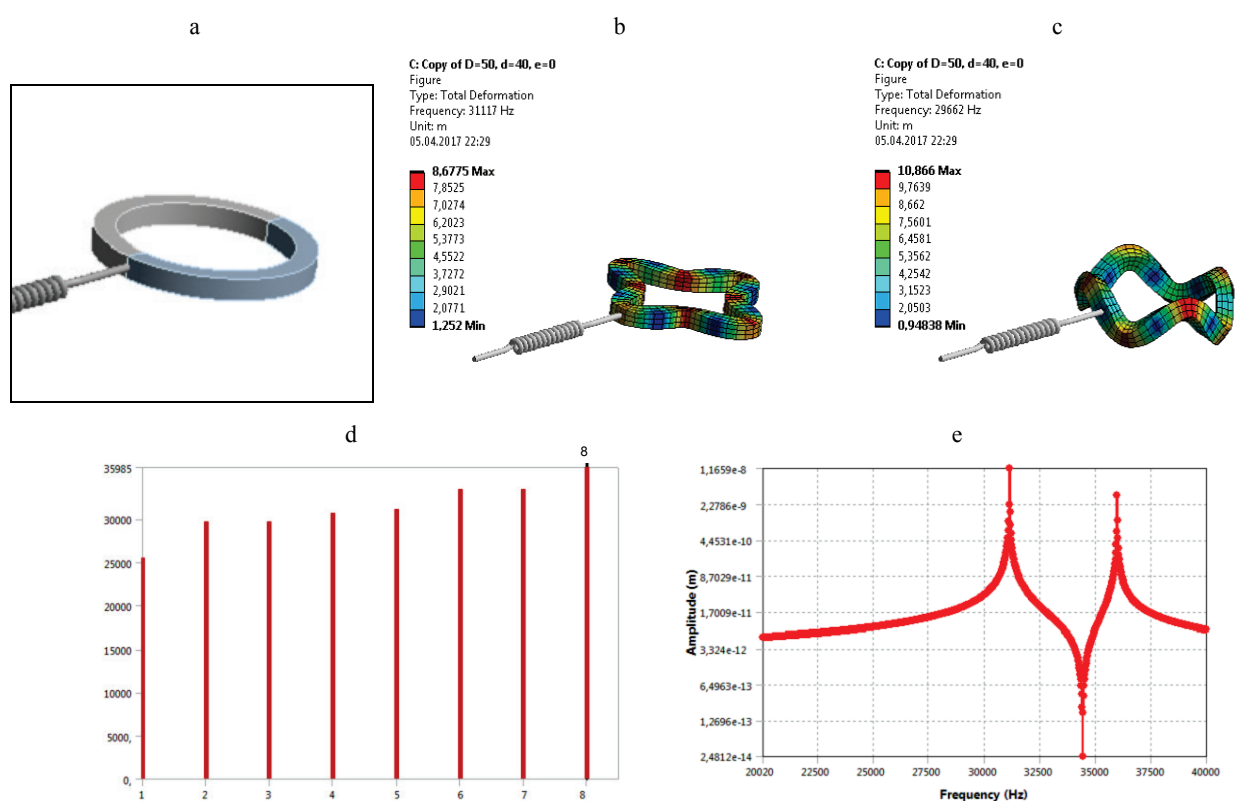 a
b
c
C: Copy of D=50, d=40, e=0
Figure
Type: Total Deformation
Frequency: 31117 Hz
Unit: m
05.04.2017 22:29
8,6775 Max
7,8525
7,0274
6,2023
5,3773
4,5522
3,7272
2,9021
2,0771
1,252 Min
C: Copy of D=50, d=40, e=0
Figure
Type: Total Deformation
Frequency: 29662 Hz
Unit: m
05.04.2017 22:29
10,866 Max
9,7639
8,662
7,5601
6,4581
5,3562
4,2542
3,1523
2,0503
0,94838 Min
d
8
35985
30000
25000
20000
15000
10000
5000,
0,
1 2 3 4 5 6 7 8
e
Amplitude (m)
1,1659e-8
2,2786e-9
4,4531e-10
8,7029e-11
1,7009e-11
3,324e-12
6,4963e-13
1,2696e-13
2,4812e-14
20020 22500 25000 27500 30000 32500 35000 37500 40000
Frequency (Hz)